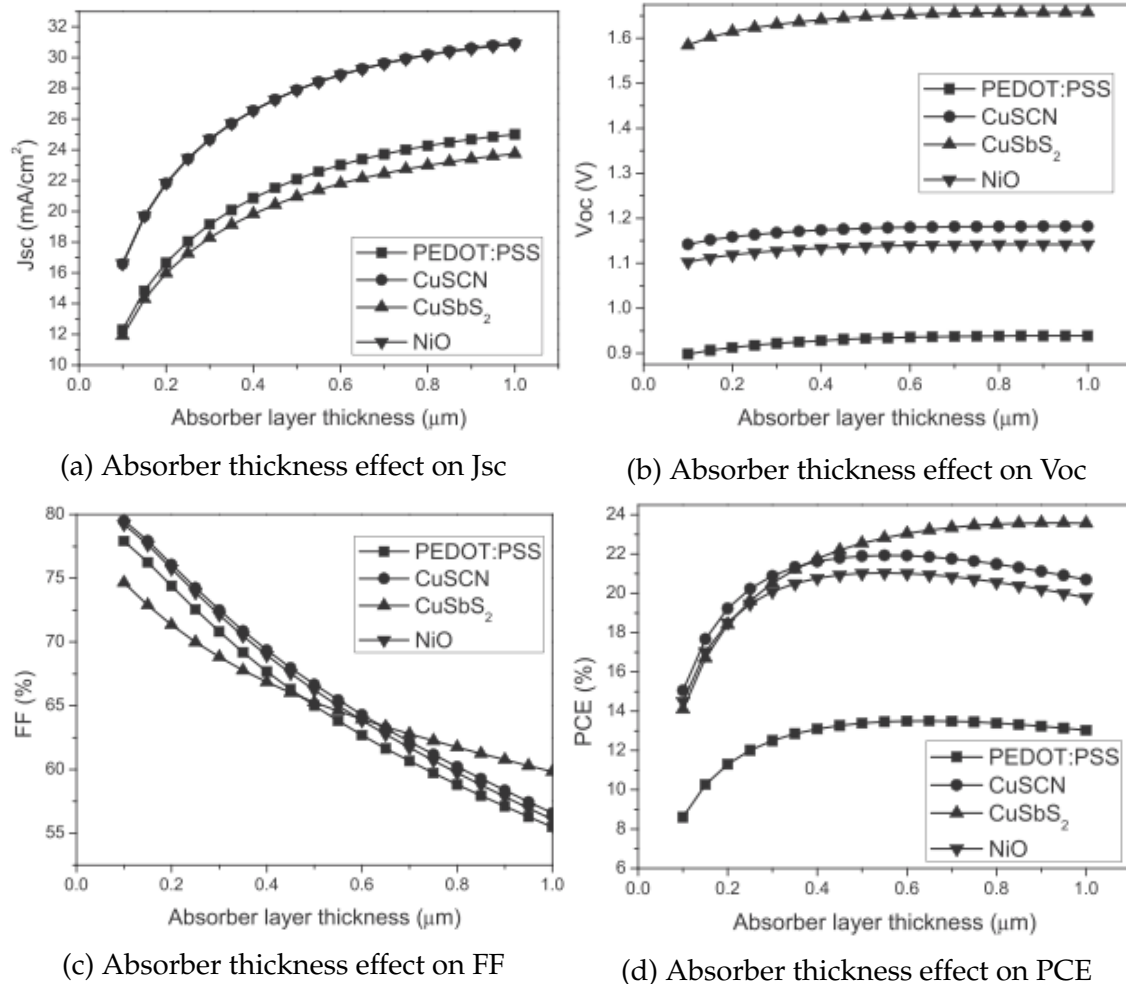 Jsc (mA/cm²)
32
30
28
26
24
22
20
18
16
14
12
10
0.0 0.2 0.4 0.6 0.8 1.0
Absorber layer thickness (μm)
PEDOT:PSS
CuSCN
CuSbS₂
NiO
(a) Absorber thickness effect on Jsc
Voc (V)
1.6
1.5
1.2
1.1
1.0
0.9
0.0 0.2 0.4 0.6 0.8 1.0
Absorber layer thickness (μm)
PEDOT:PSS
CuSCN
CuSbS₂
NiO
(b) Absorber thickness effect on Voc
FF (%)
80
75
70
65
60
55
0.0 0.2 0.4 0.6 0.8 1.0
Absorber layer thickness (μm)
PEDOT:PSS
CuSCN
CuSbS₂
NiO
(c) Absorber thickness effect on FF
PCE (%)
24
22
20
18
16
14
12
10
8
6
0.0 0.2 0.4 0.6 0.8 1.0
Absorber layer thickness (μm)
PEDOT:PSS
CuSCN
CuSbS₂
NiO
(d) Absorber thickness effect on PCE